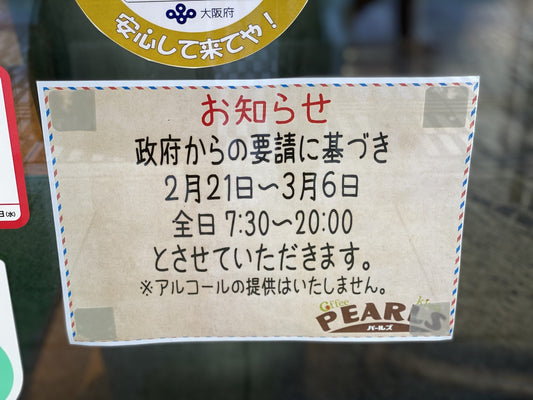 大阪府
安心して来てや!
お知らせ
政府からの要請に基づき
2月21日〜3月6日
全日 7:30〜20:00
とさせていただきます。
※アルコールの提供はいたしません。
Coffee
PEARLS
パールズ
日(水)